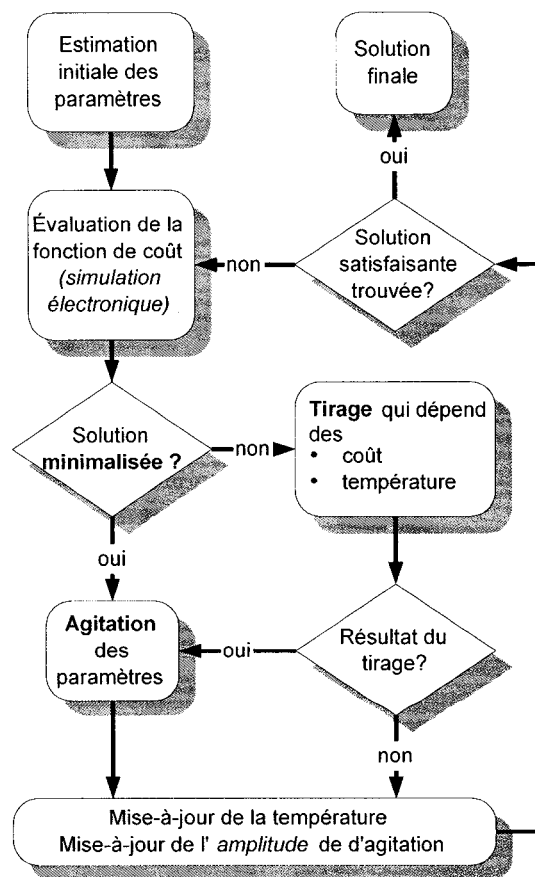 Estimation
initiale des
paramètres
Solution
finale
oui
Évaluation de la
fonction de coût
(simulation
électronique)
non
Solution
satisfaisante
trouvée?
Solution
minimalisée ?
non
Tirage qui dépend
des
• coût
• température
oui
Agitation
des
paramètres
oui
Résultat du
tirage?
non
Mise-à-jour de la température
Mise-à-jour de l' amplitude de d'agitation